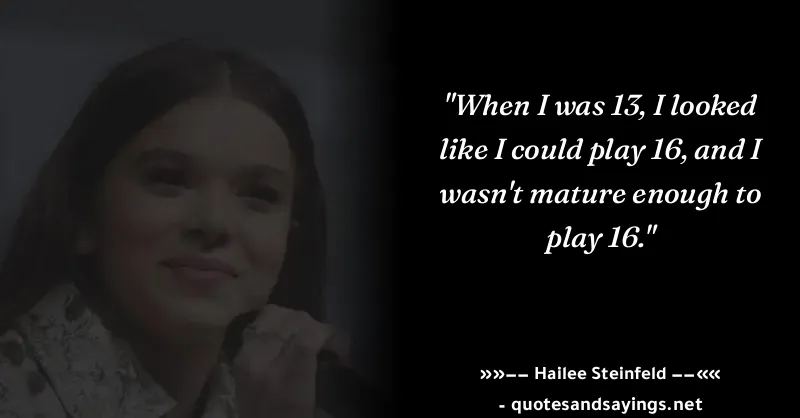 "When I was 13, I looked
like I could play 16, and I
wasn't mature enough to
play 16."
»»–– Hailee Steinfeld ––««
- quotesandsayings.net